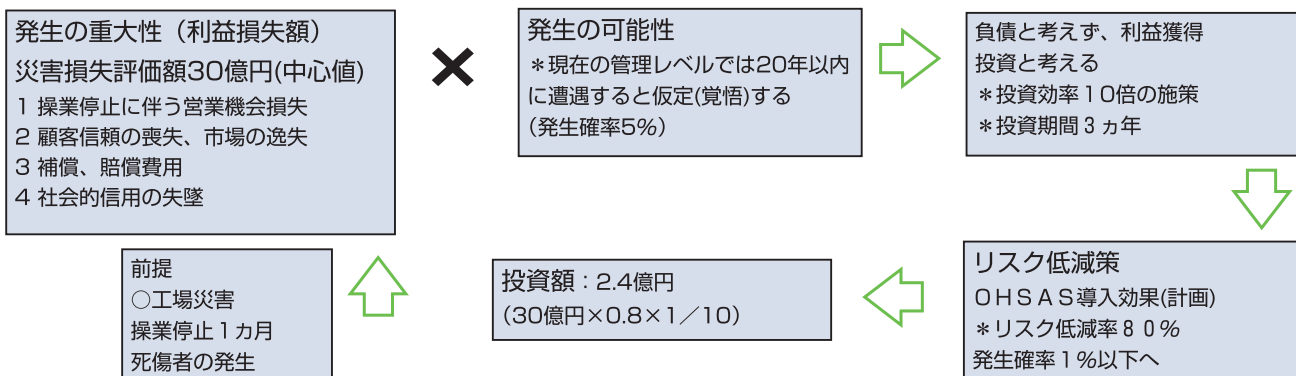 発生の重大性（利益損失額）
災害損失評価額30億円(中心値)
1 操業停止に伴う営業機会損失
2 顧客信頼の喪失、市場の逸失
3 補償、賠償費用
4 社会的信用の失墜
×
発生の可能性
＊現在の管理レベルでは20年以内
に遭遇すると仮定(覚悟)する
（発生確率5％）
負債と考えず、利益獲得
投資と考える
＊投資効率１0倍の施策
＊投資期間３ヵ年
リスク低減策
ＯＨＳＡＳ導入効果(計画)
＊リスク低減率８０％
発生確率１％以下へ
投資額：2.4億円
（30億円×0.8×１／10）
前提
○工場災害
操業停止１ヵ月
死傷者の発生